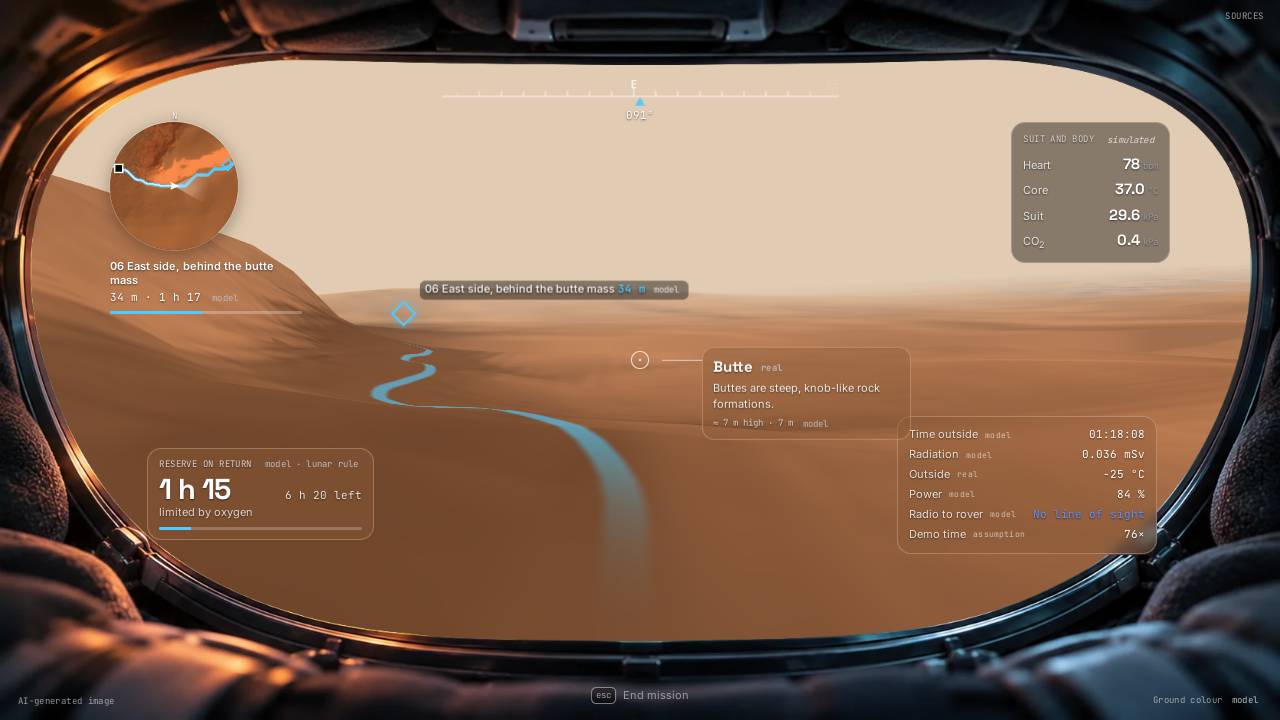 SOURCES
E
091°
N
SUIT AND BODY simulated
Heart 78 bpm
Core 37.0 °C
Suit 29.6 kPa
CO2 0.4 kPa
06 East side, behind the butte
mass
34 m · 1 h 17 model
06 East side, behind the butte mass 34 m model
Butte real
Buttes are steep, knob-like rock
formations.
≈ 7 m high · 7 m model
Time outside model 01:18:08
Radiation model 0.036 mSv
Outside real -25 °C
Power model 84 %
Radio to rover model No line of sight
Demo time assumption 76×
RESERVE ON RETURN model · lunar rule
1 h 15 6 h 20 left
limited by oxygen
esc End mission
AI-generated image
Ground colour model